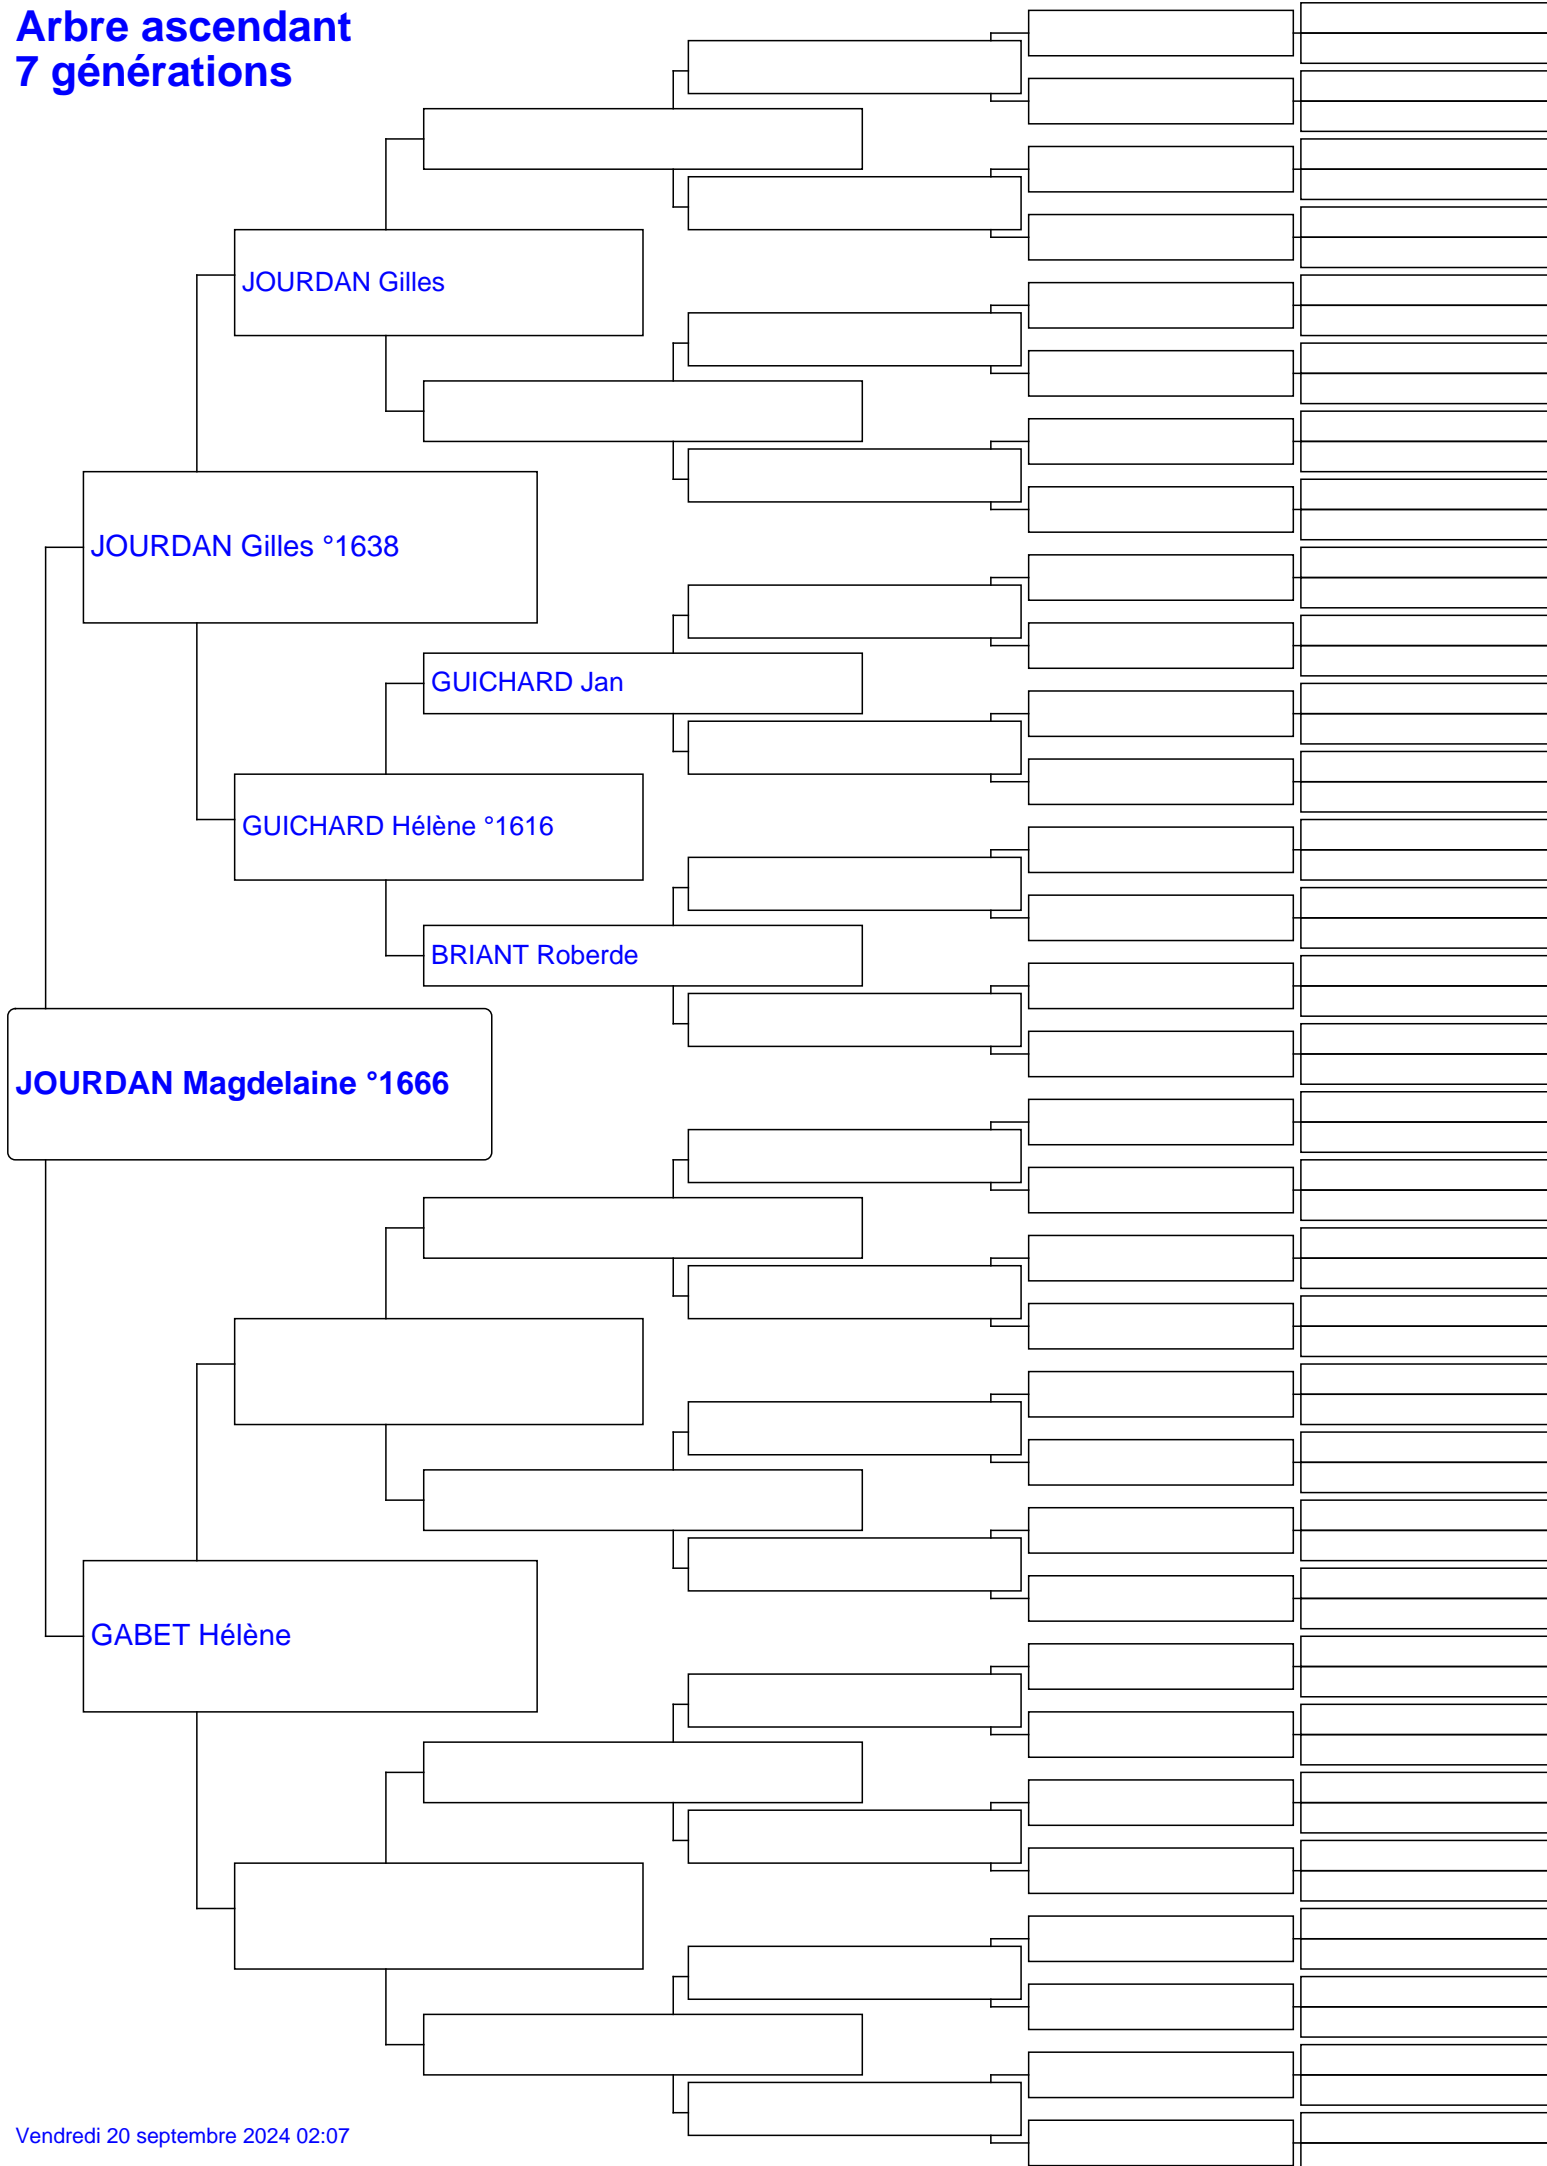 Arbre ascendant
7 générations
JOURDAN Gilles
JOURDAN Gilles °1638
GUICHARD Jan
GUICHARD Hélène °1616
BRIANT Roberde
JOURDAN Magdelaine °1666
GABET Hélène
Vendredi 20 septembre 2024 02:07